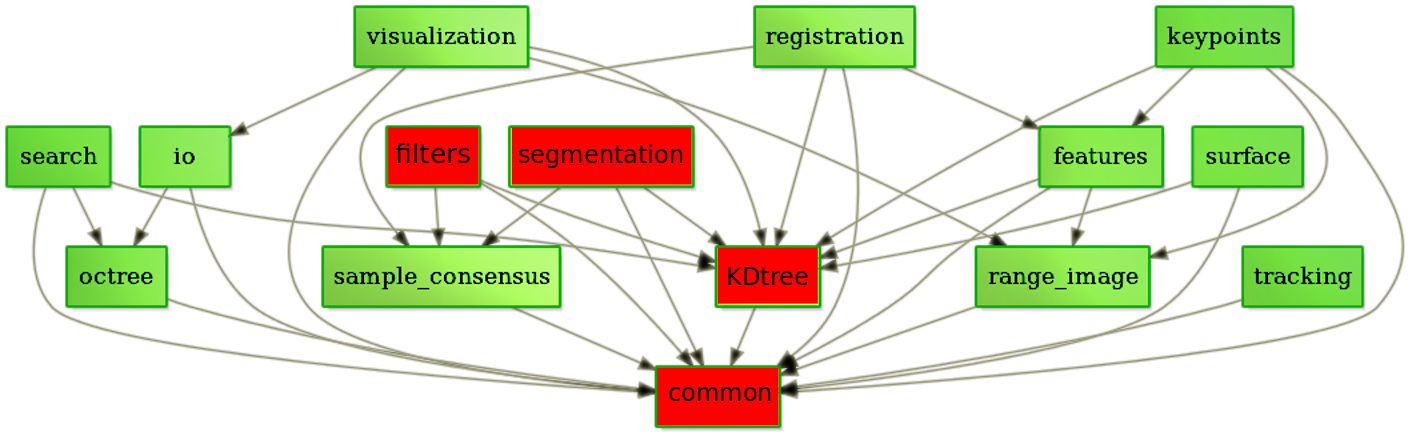 visualization
registration
keypoints
search
io
filters
segmentation
features
surface
octree
sample_consensus
KDtree
range_image
tracking
common